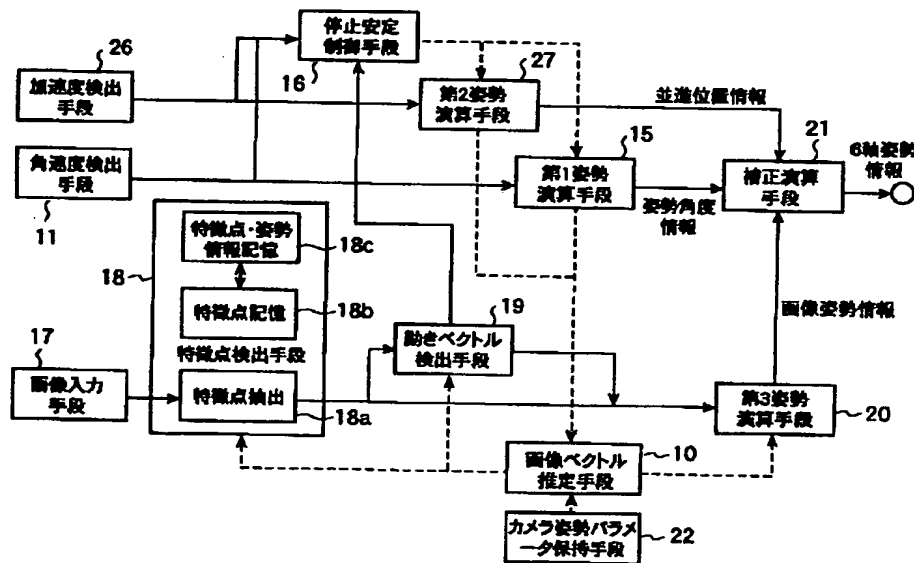 停止安定
制御手段
16
26
加速度検出
手段
27
第2姿勢
演算手段
並進位置情報
15
21
6軸姿勢
情報
角速度検出
手段
11
第1姿勢
演算手段
姿勢角度
情報
補正演算
手段
特徴点・姿勢
情報記憶
18c
18
特徴点記憶
18b
特徴点検出手段
19
動きベクトル
検出手段
画像姿勢情報
17
画像入力
手段
特徴点抽出
18a
第3姿勢
演算手段
20
画像ベクトル
推定手段
10
カメラ姿勢パラメ
ータ保持手段
22